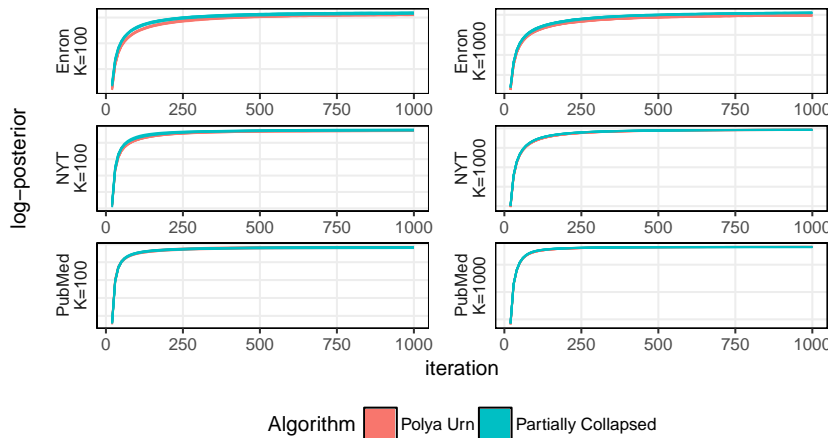 Enron
K=100
0 250 500 750 1000
Enron
K=1000
0 250 500 750 1000
log−posterior
NYT
K=100
0 250 500 750 1000
NYT
K=1000
0 250 500 750 1000
PubMed
K=100
0 250 500 750 1000
PubMed
K=1000
0 250 500 750 1000
iteration
Algorithm Polya Urn Partially Collapsed